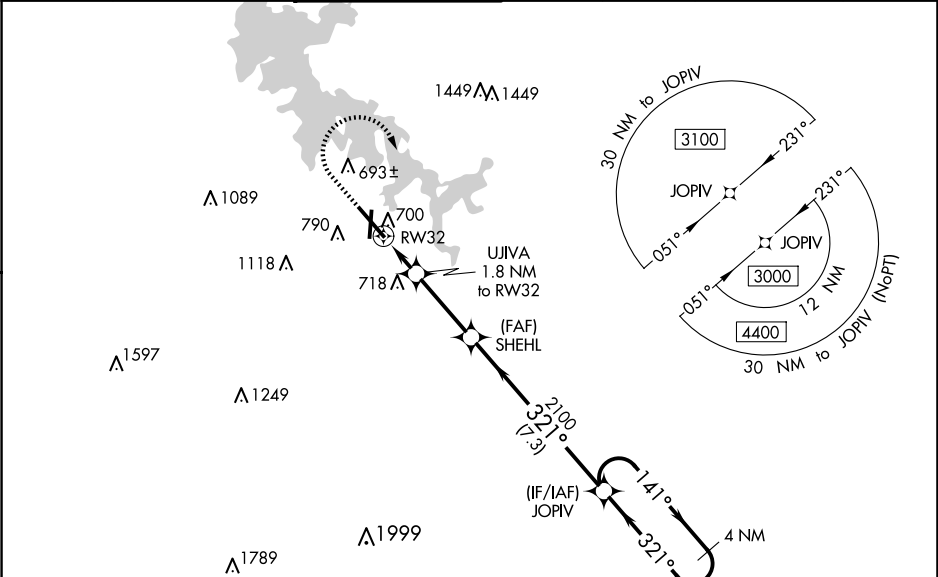 1449 1449
30 NM to JOPIV
3100
231°
JOPIV
051°
693±
1089
790
700
RW32
1118
718
UJIVA
1.8 NM
to RW32
231°
JOPIV
3000
051°
12 NM
4400
30 NM to JOPIV (NoPT)
(FAF)
SHEHL
1597
1249
2100
321°
(7.3)
(IF/IAF)
JOPIV
141°
4 NM
321°
1999
1789